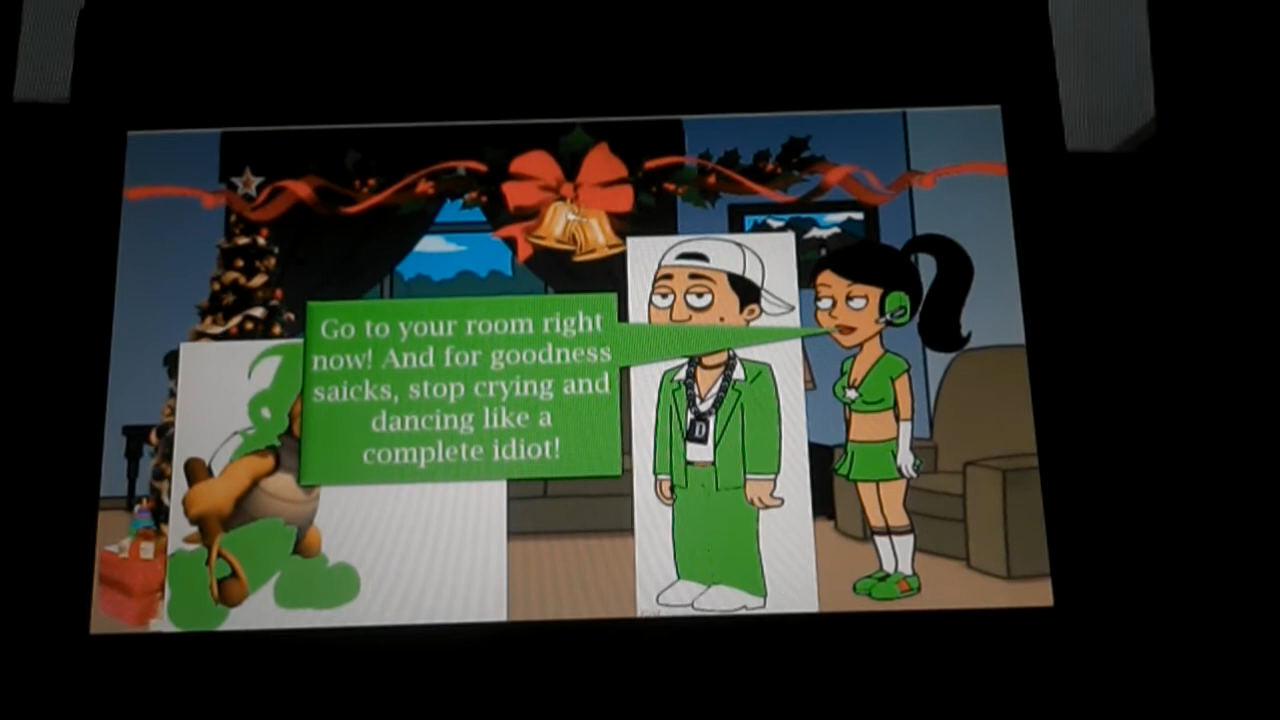 Go to your room right
now! And for goodness
saicks, stop crying and
dancing like a
complete idiot!
D